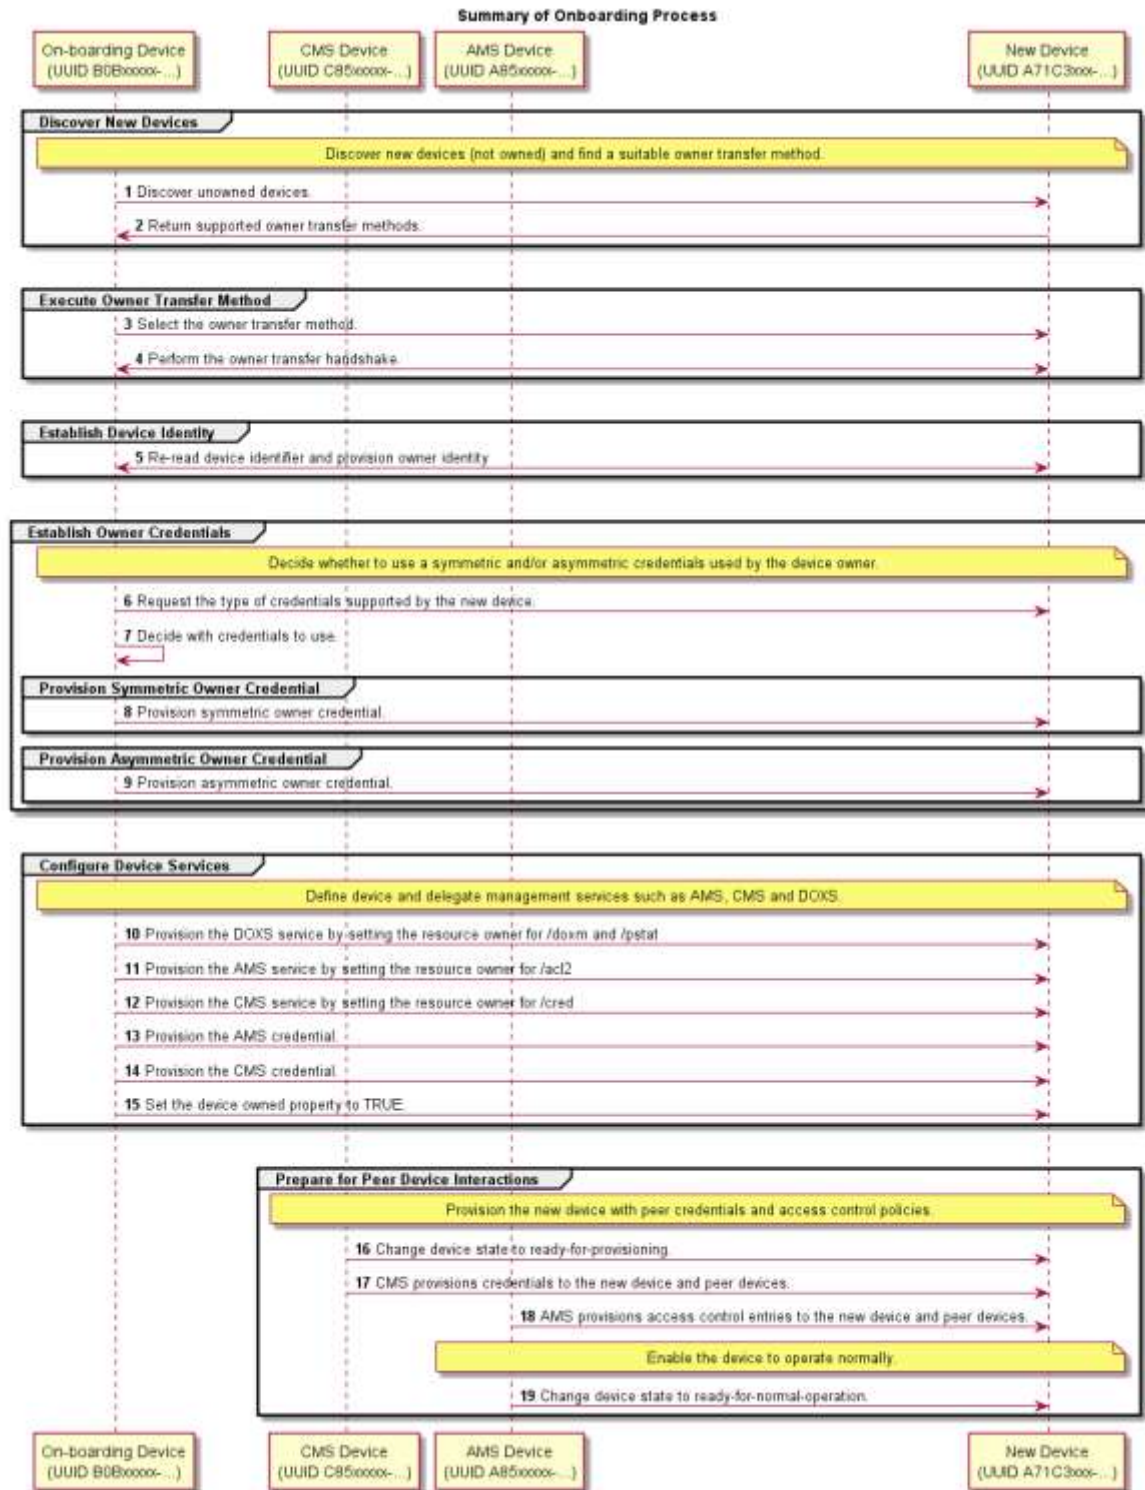 Summary of Onboarding Process
On-boarding Device
(UUID B0Bxxxxx-...)
CMS Device
(UUID C85xxxxx-...)
AMS Device
(UUID A85xxxxx-...)
New Device
(UUID A71C3xxx-...)
Discover New Devices
Discover new devices (not owned) and find a suitable owner transfer method.
1 Discover unowned devices.
2 Return supported owner transfer methods.
Execute Owner Transfer Method
3 Select the owner transfer method.
4 Perform the owner transfer handshake.
Establish Device Identity
5 Re-read device identifier and provision owner identity
Establish Owner Credentials
Decide whether to use a symmetric and/or asymmetric credentials used by the device owner.
6 Request the type of credentials supported by the new device.
7 Decide with credentials to use.
Provision Symmetric Owner Credential
8 Provision symmetric owner credential.
Provision Asymmetric Owner Credential
9 Provision asymmetric owner credential.
Configure Device Services
Define device and delegate management services such as AMS, CMS and DOXS.
10 Provision the DOXS service by setting the resource owner for /doxm and /pstat
11 Provision the AMS service by setting the resource owner for /acl2
12 Provision the CMS service by setting the resource owner for /cred
13 Provision the AMS credential.
14 Provision the CMS credential.
15 Set the device owned property to TRUE.
Prepare for Peer Device Interactions
Provision the new device with peer credentials and access control policies.
16 Change device state to ready-for-provisioning.
17 CMS provisions credentials to the new device and peer devices.
18 AMS provisions access control entries to the new device and peer devices.
Enable the device to operate normally.
19 Change device state to ready-for-normal-operation.
On-boarding Device
(UUID B0Bxxxxx-...)
CMS Device
(UUID C85xxxxx-...)
AMS Device
(UUID A85xxxxx-...)
New Device
(UUID A71C3xxx-...)